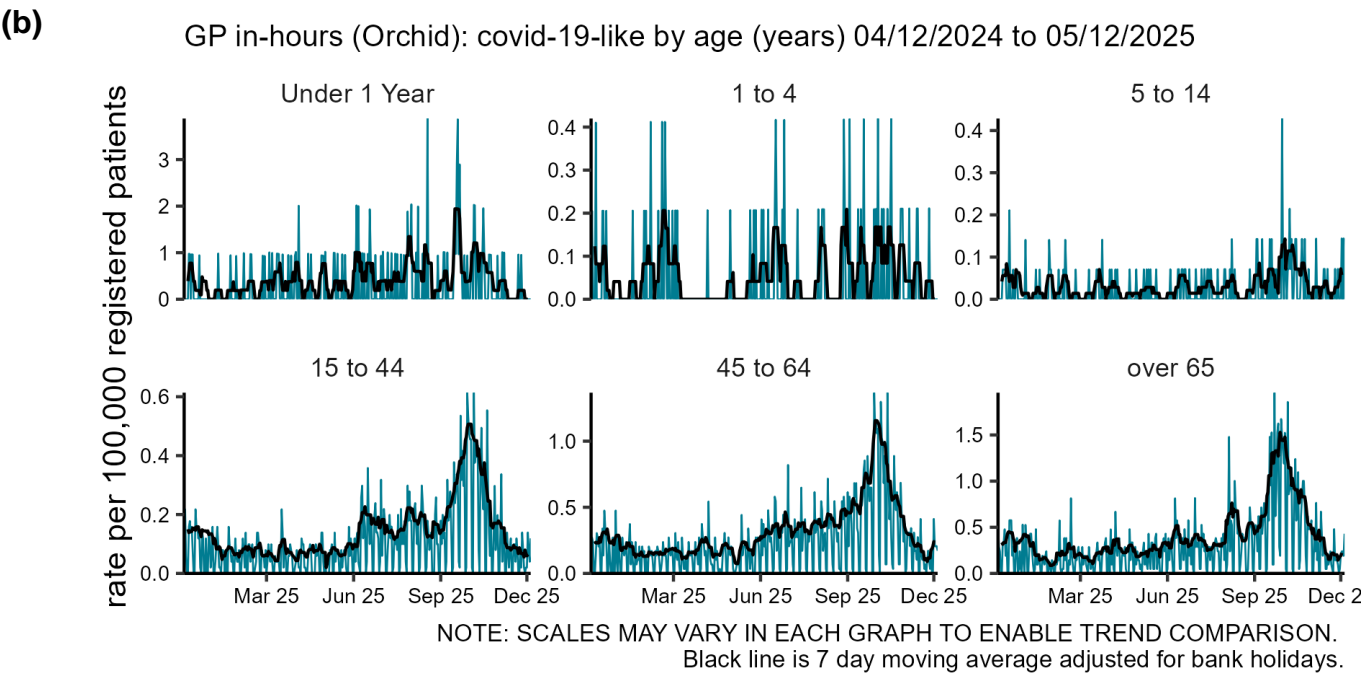 (b)
GP in-hours (Orchid): covid-19-like by age (years) 04/12/2024 to 05/12/2025
rate per 100,000 registered patients
Under 1 Year
3
2
1
0
1 to 4
0.4
0.3
0.2
0.1
0.0
5 to 14
0.4
0.3
0.2
0.1
0.0
15 to 44
0.6
0.4
0.2
0.0
Mar 25 Jun 25 Sep 25 Dec 25
45 to 64
1.0
0.5
0.0
Mar 25 Jun 25 Sep 25 Dec 25
over 65
1.5
1.0
0.5
0.0
Mar 25 Jun 25 Sep 25 Dec 2
NOTE: SCALES MAY VARY IN EACH GRAPH TO ENABLE TREND COMPARISON.
Black line is 7 day moving average adjusted for bank holidays.